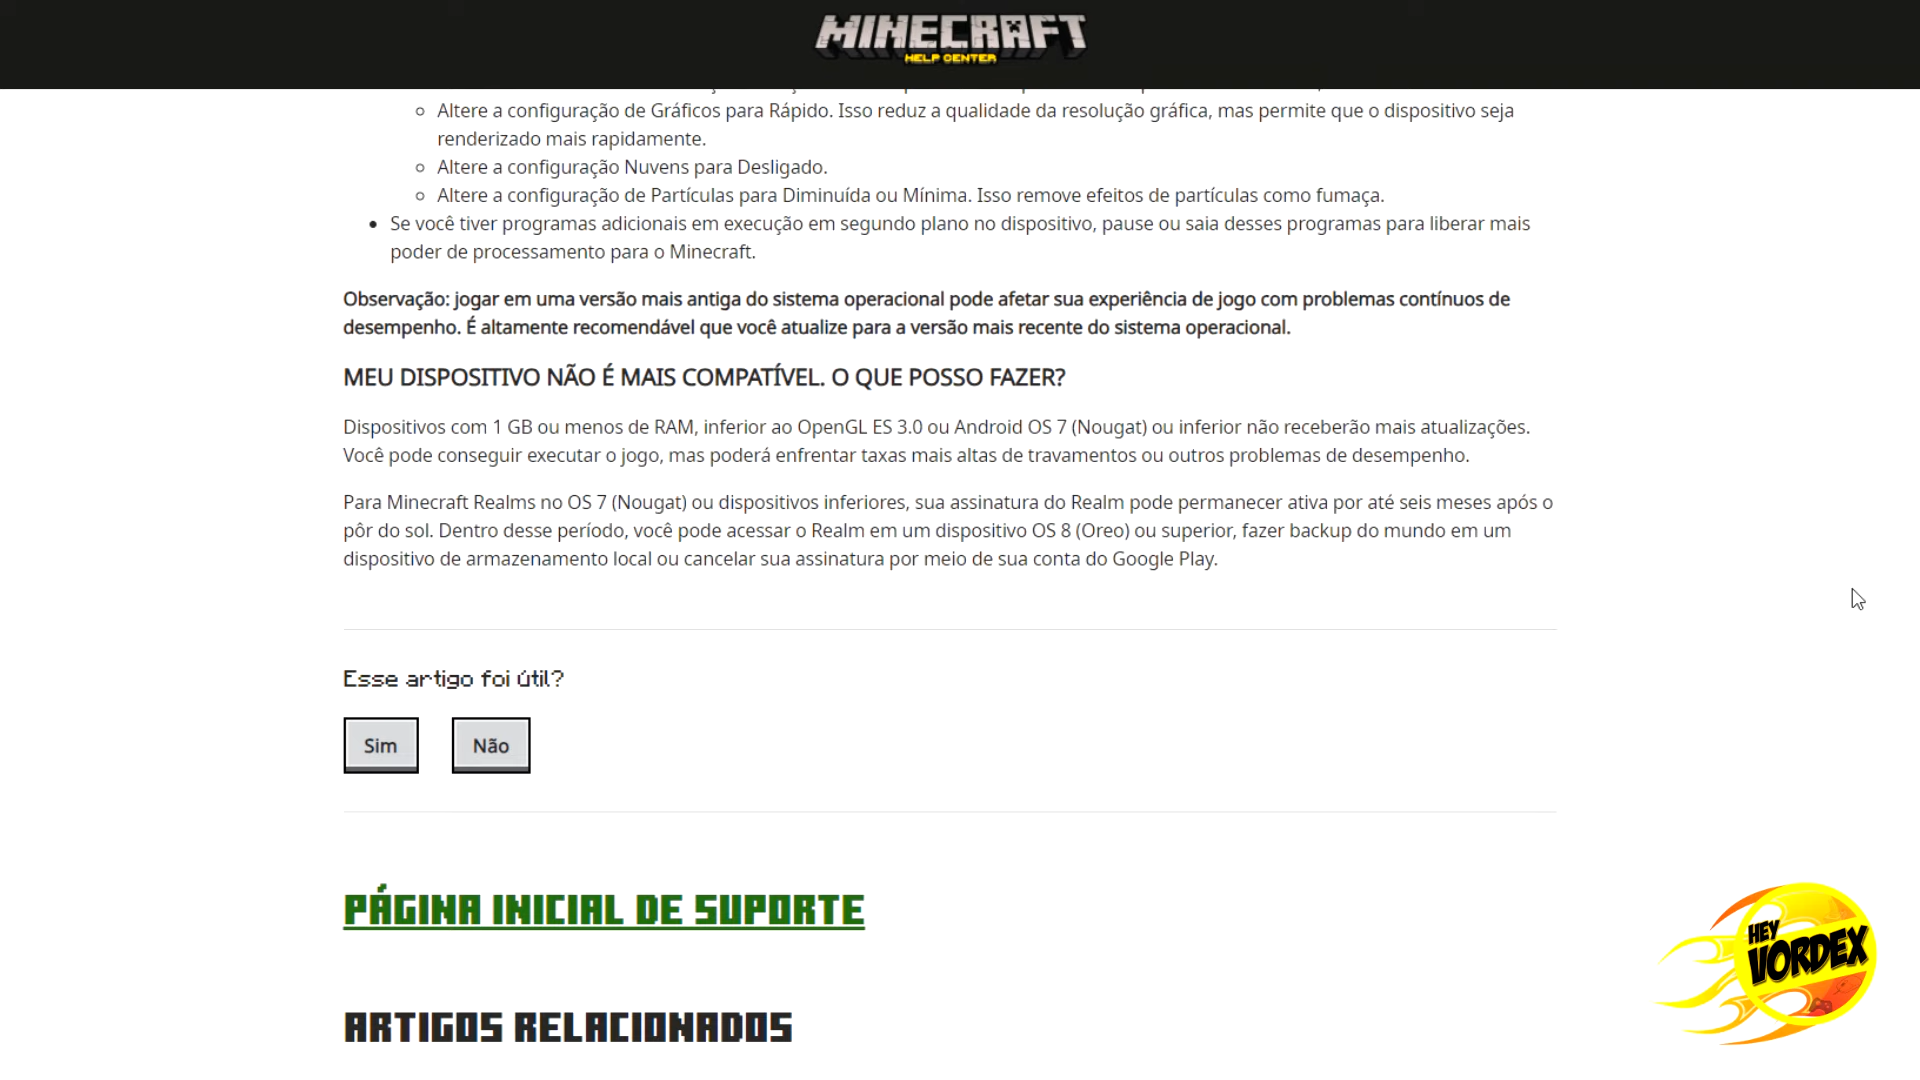 MINECRAFT
HELP CENTER
Altere a configuração de Gráficos para Rápido. Isso reduz a qualidade da resolução gráfica, mas permite que o dispositivo seja
renderizado mais rapidamente.
Altere a configuração Nuvens para Desligado.
Altere a configuração de Partículas para Diminuída ou Mínima. Isso remove efeitos de partículas como fumaça.
Se você tiver programas adicionais em execução em segundo plano no dispositivo, pause ou saia desses programas para liberar mais
poder de processamento para o Minecraft.
Observação: jogar em uma versão mais antiga do sistema operacional pode afetar sua experiência de jogo com problemas contínuos de
desempenho. É altamente recomendável que você atualize para a versão mais recente do sistema operacional.
MEU DISPOSITIVO NÃO É MAIS COMPATÍVEL. O QUE POSSO FAZER?
Dispositivos com 1 GB ou menos de RAM, inferior ao OpenGL ES 3.0 ou Android OS 7 (Nougat) ou inferior não receberão mais atualizações.
Você pode conseguir executar o jogo, mas poderá enfrentar taxas mais altas de travamentos ou outros problemas de desempenho.
Para Minecraft Realms no OS 7 (Nougat) ou dispositivos inferiores, sua assinatura do Realm pode permanecer ativa por até seis meses após o
pôr do sol. Dentro desse período, você pode acessar o Realm em um dispositivo OS 8 (Oreo) ou superior, fazer backup do mundo em um
dispositivo de armazenamento local ou cancelar sua assinatura por meio de sua conta do Google Play.
Esse artigo foi útil?
Sim Não
PÁGINA INICIAL DE SUPORTE
HEY
VORDEX
ARTIGOS RELACIONADOS